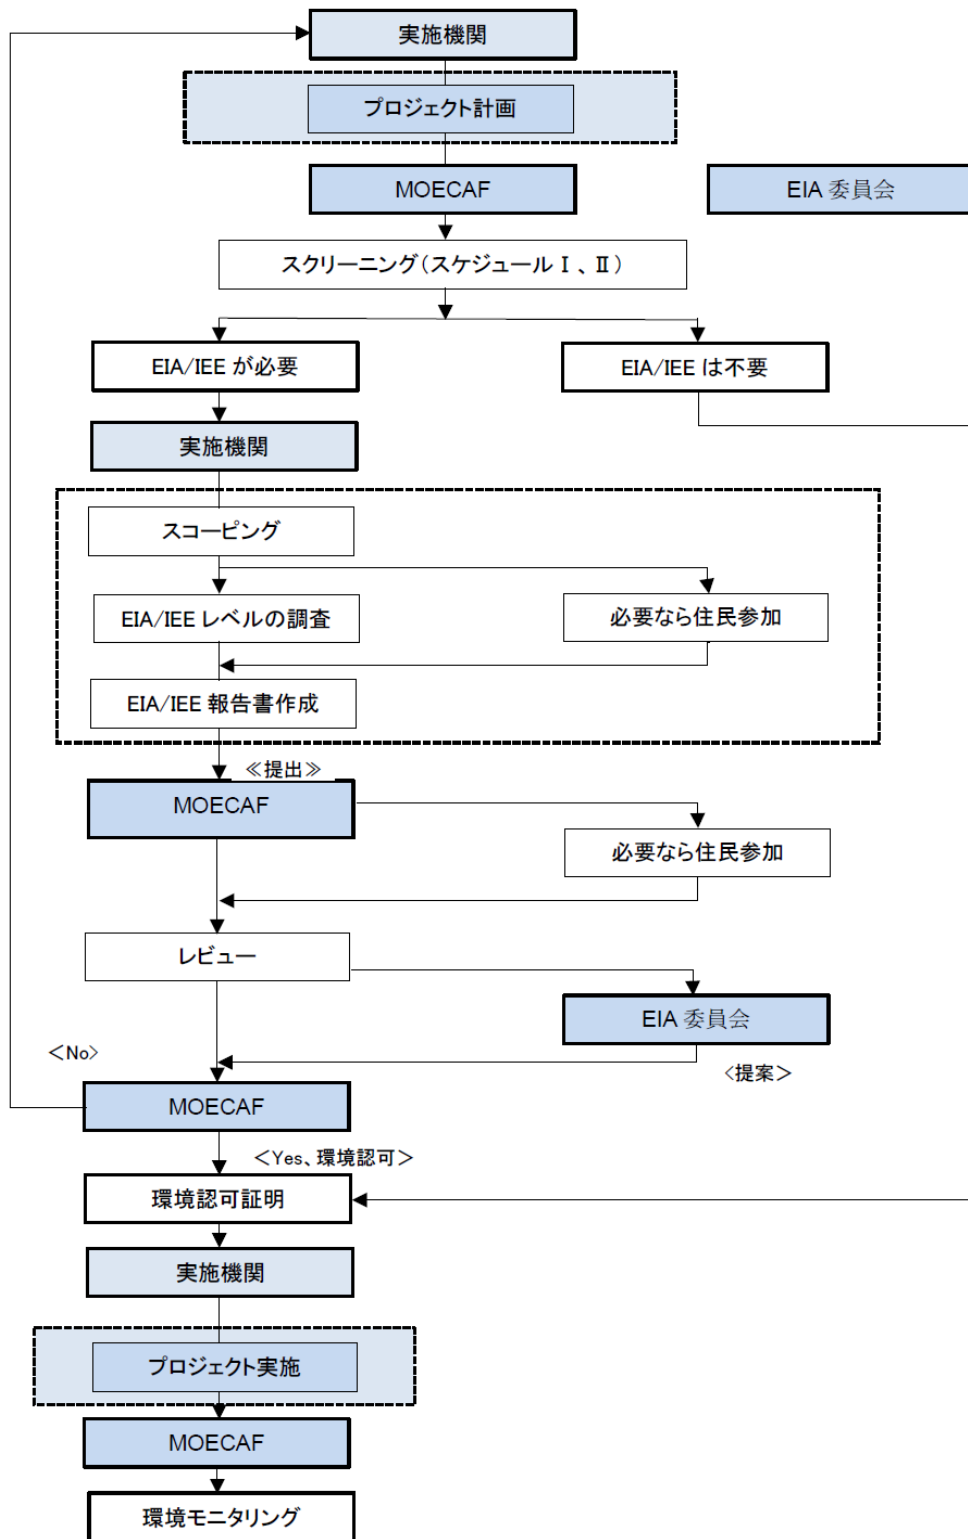 実施機関
プロジェクト計画
MOECAF
EIA 委員会
スクリーニング(スケジュール Ⅰ 、Ⅱ)
EIA/IEE が必要
EIA/IEE は不要
実施機関
スコーピング
EIA/IEE レベルの調査
必要なら住民参加
EIA/IEE 報告書作成
≪提出≫
MOECAF
必要なら住民参加
レビュー
EIA 委員会
<No>
<提案>
MOECAF
<Yes、環境認可>
環境認可証明
実施機関
プロジェクト実施
MOECAF
環境モニタリング